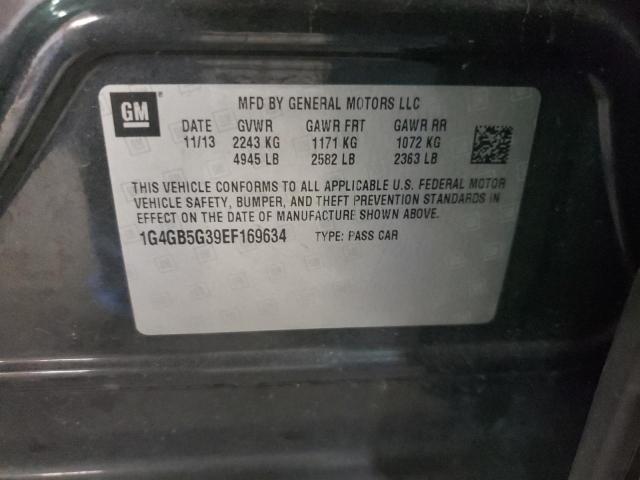 GM
MFD BY GENERAL MOTORS LLC
DATE GVWR GAWR FRT GAWR RR
11/13 2243 KG 1171 KG 1072 KG
4945 LB 2582 LB 2363 LB
THIS VEHICLE CONFORMS TO ALL APPLICABLE U.S. FEDERAL MOTOR
VEHICLE SAFETY, BUMPER, AND THEFT PREVENTION STANDARDS IN
EFFECT ON THE DATE OF MANUFACTURE SHOWN ABOVE.
1G4GB5G39EF169634 TYPE: PASS CAR